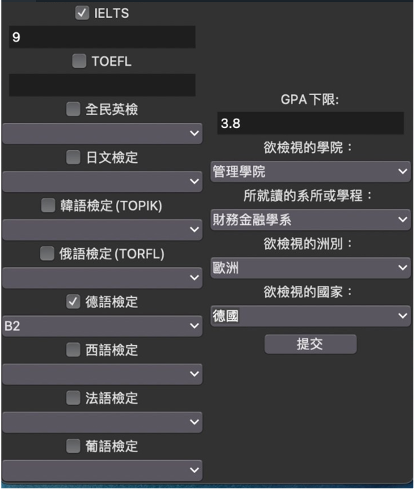 IELTS
9
TOEFL
全民英檢
日文檢定
韓語檢定(TOPIK)
俄語檢定(TORFL)
德語檢定
B2
西語檢定
法語檢定
葡語檢定
GPA下限:
3.8
欲檢視的學院：
管理學院
所就讀的系所或學程：
財務金融學系
欲檢視的洲別：
歐洲
欲檢視的國家：
德國
提交